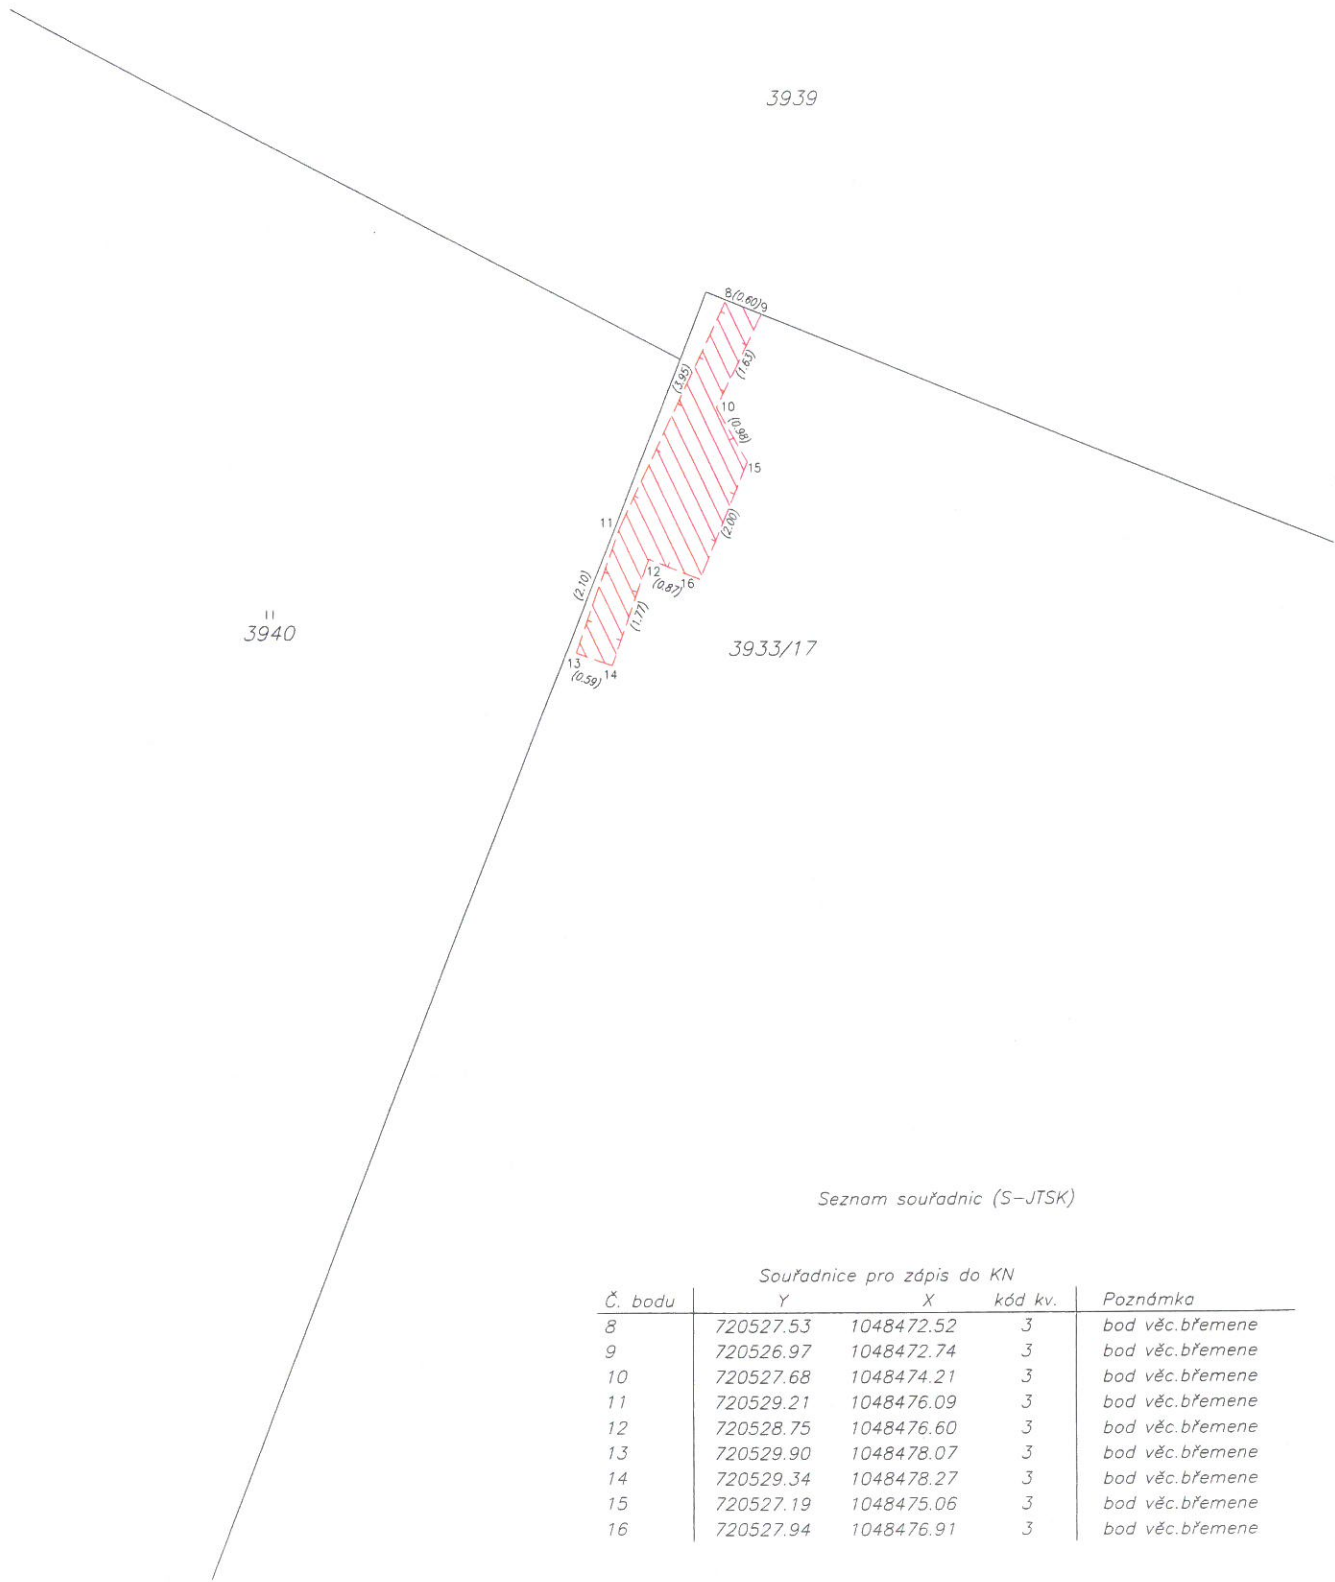 3939
8 (0.60) 9
(1.63)
(3.95)
10
(0.98)
15
11
(2.00)
12
(0.87) 16
(2.10)
(1.77)
II
3940
3933/17
13
(0.59) 14
Seznam souřadnic (S-JTSK)
Souřadnice pro zápis do KN
Č. bodu Y X kód kv. Poznámka
8 720527.53 1048472.52 3 bod věc.břemene
9 720526.97 1048472.74 3 bod věc.břemene
10 720527.68 1048474.21 3 bod věc.břemene
11 720529.21 1048476.09 3 bod věc.břemene
12 720528.75 1048476.60 3 bod věc.břemene
13 720529.90 1048478.07 3 bod věc.břemene
14 720529.34 1048478.27 3 bod věc.břemene
15 720527.19 1048475.06 3 bod věc.břemene
16 720527.94 1048476.91 3 bod věc.břemene